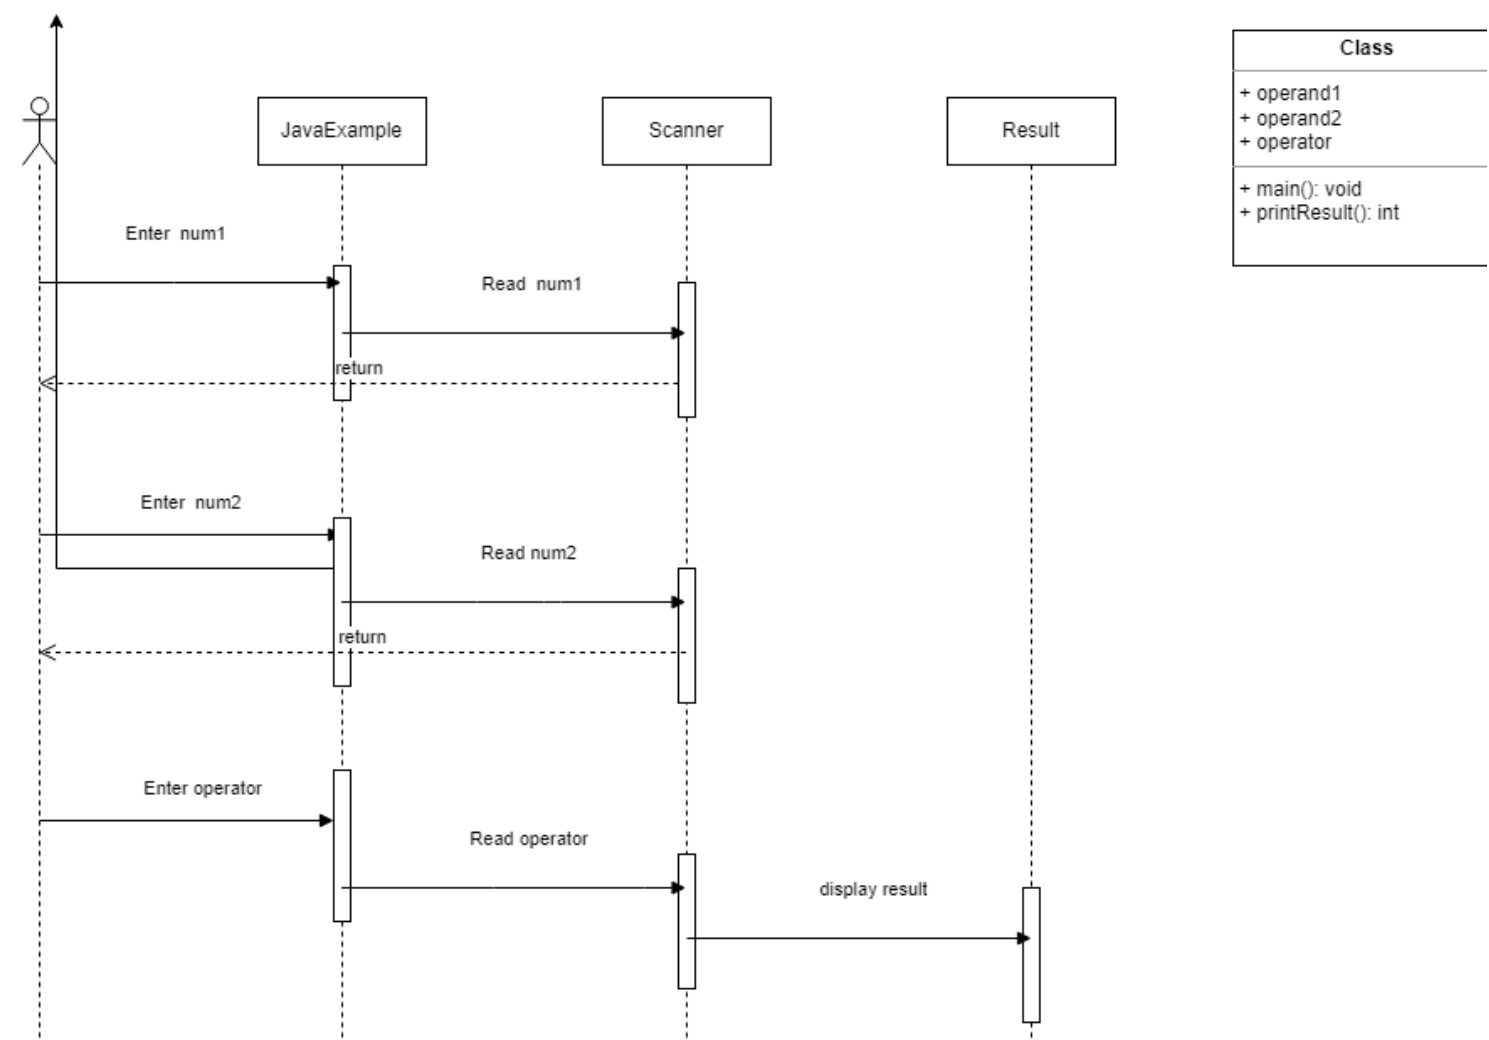 Class
+ operand1
+ operand2
+ operator
+ main(): void
+ printResult(): int
JavaExample
Scanner
Result
Enter num1
Read num1
return
Enter num2
Read num2
return
Enter operator
Read operator
display result